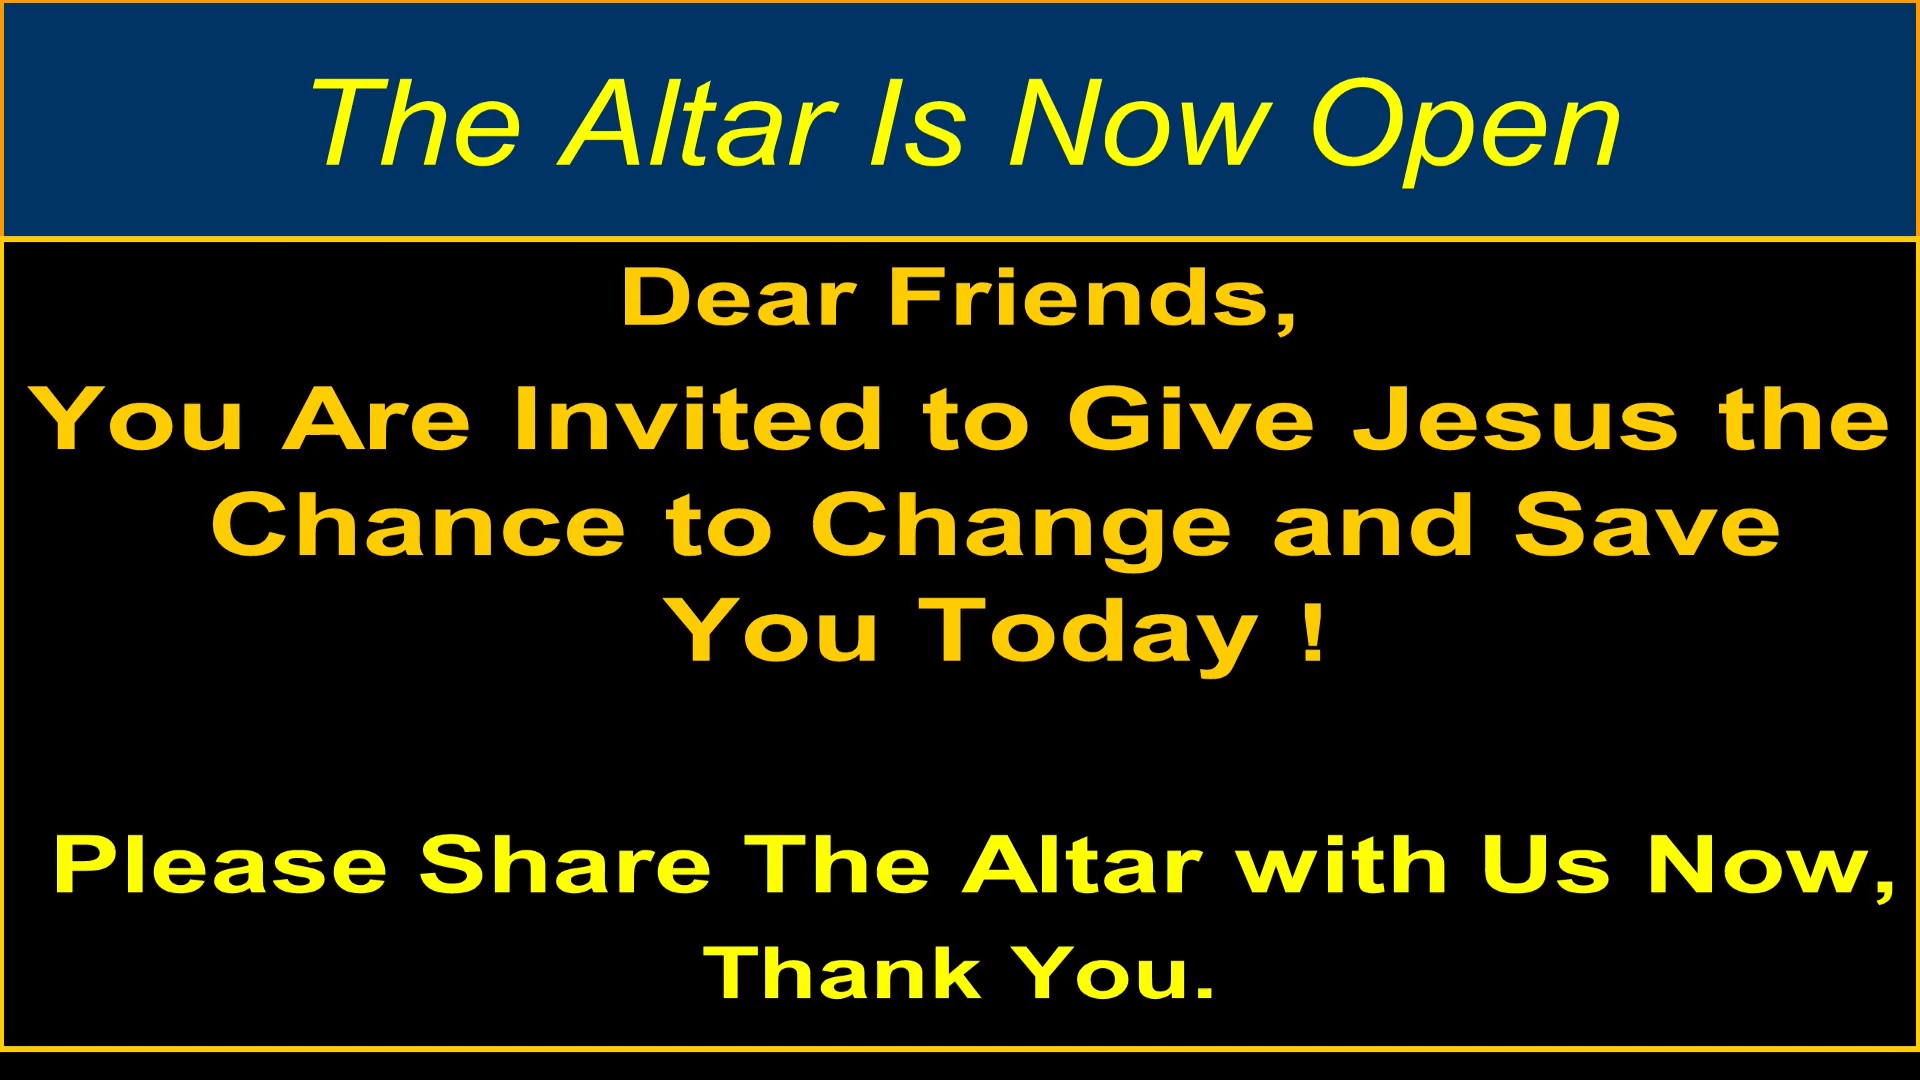 The Altar Is Now Open
Dear Friends,
You Are Invited to Give Jesus the
Chance to Change and Save
You Today !
Please Share The Altar with Us Now,
Thank You.